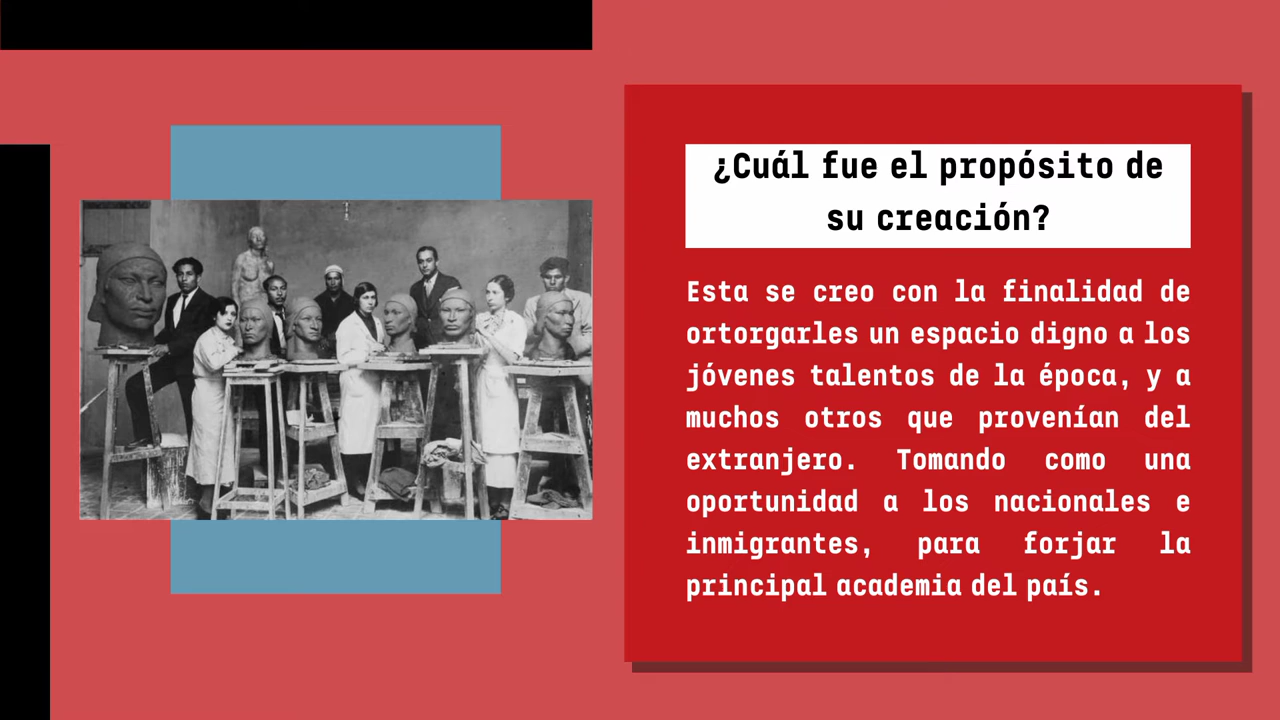 ¿Cuál fue el propósito de
su creación?
Esta se creo con la finalidad de
ortorgarles un espacio digno a los
jóvenes talentos de la época, y a
muchos otros que provenían del
extranjero. Tomando como una
oportunidad a los nacionales e
inmigrantes, para forjar la
principal academia del país.